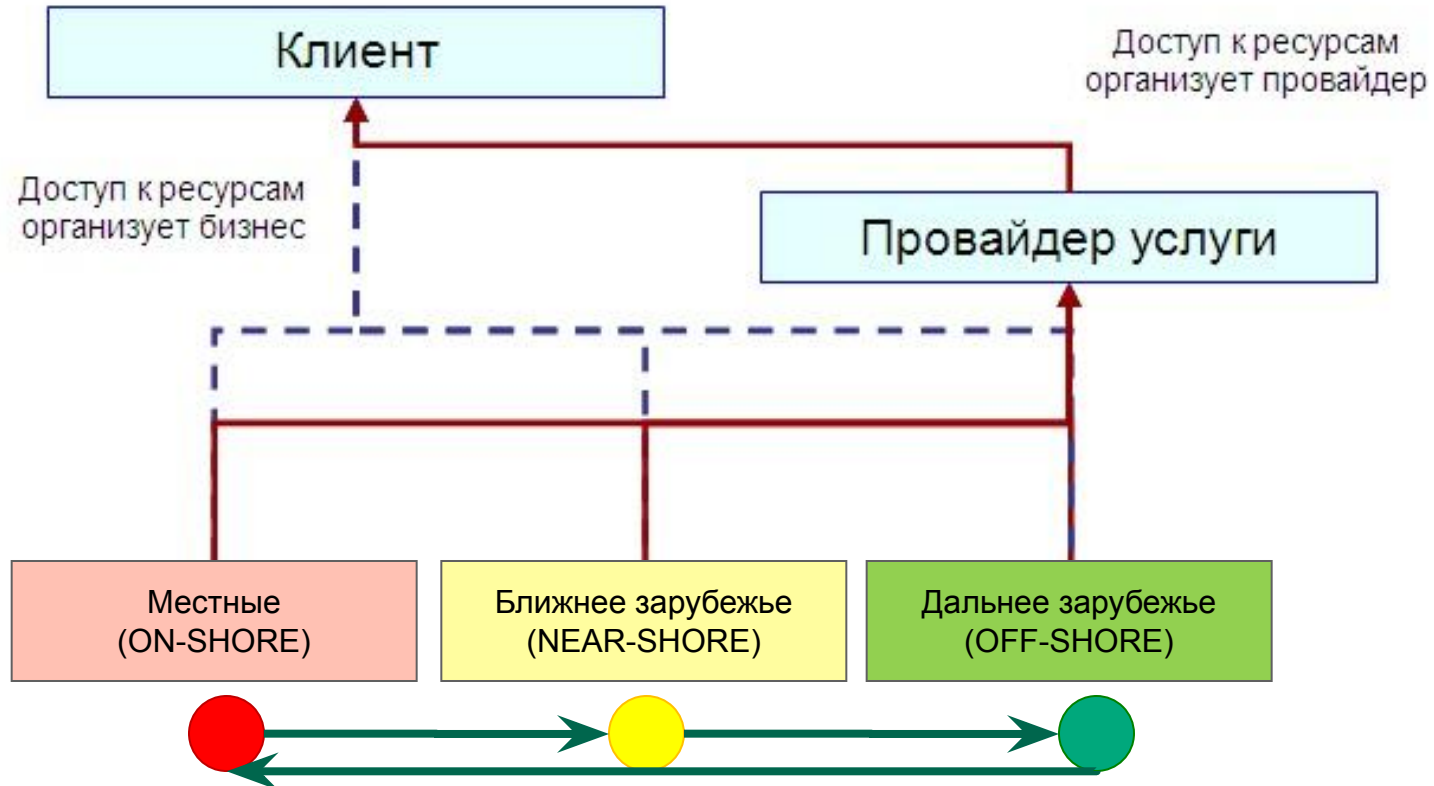 Клиент
Доступ к ресурсам
организует провайдер
Доступ к ресурсам
организует бизнес
Провайдер услуги
Местные
(ON-SHORE)
Ближнее зарубежье
(NEAR-SHORE)
Дальнее зарубежье
(OFF-SHORE)